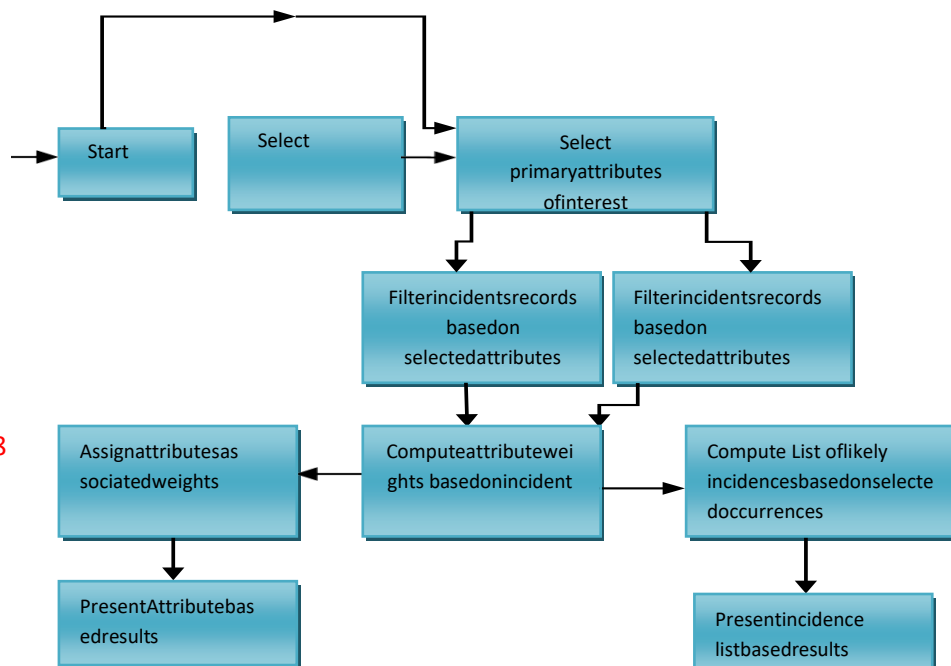 Start
Select
Select
primaryattributes
ofinterest
Filterincidentsrecords
basedon
selectedattributes
Filterincidentsrecords
basedon
selectedattributes
8
Assignattributesas
sociatedweights
Computeattributewei
ghts basedonincident
Compute List oflikely
incidencesbasedonselecte
doccurrences
PresentAttributebas
edresults
Presentincidence
listbasedresults